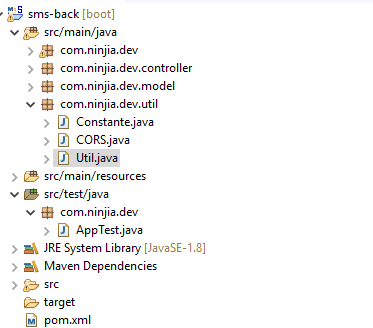 sms-back [boot]
src/main/java
com.ninjia.dev
com.ninjia.dev.controller
com.ninjia.dev.model
com.ninjia.dev.util
Constante.java
CORS.java
Util.java
src/main/resources
src/test/java
com.ninjia.dev
AppTest.java
JRE System Library [JavaSE-1.8]
Maven Dependencies
src
target
pom.xml